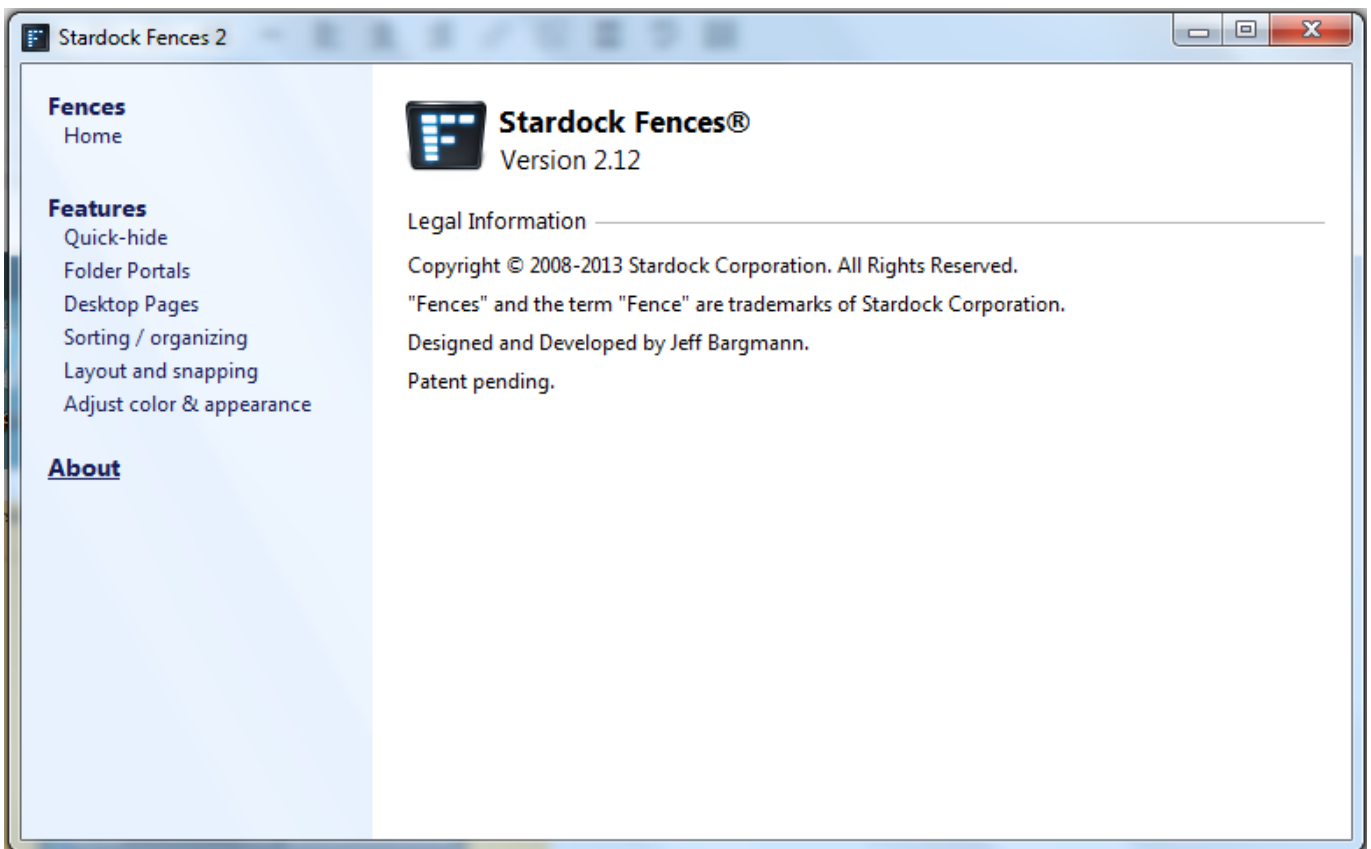 Stardock Fences 2
Fences
Home
Features
Quick-hide
Folder Portals
Desktop Pages
Sorting / organizing
Layout and snapping
Adjust color & appearance
About
Stardock Fences®
Version 2.12
Legal Information
Copyright © 2008-2013 Stardock Corporation. All Rights Reserved.
"Fences" and the term "Fence" are trademarks of Stardock Corporation.
Designed and Developed by Jeff Bargmann.
Patent pending.